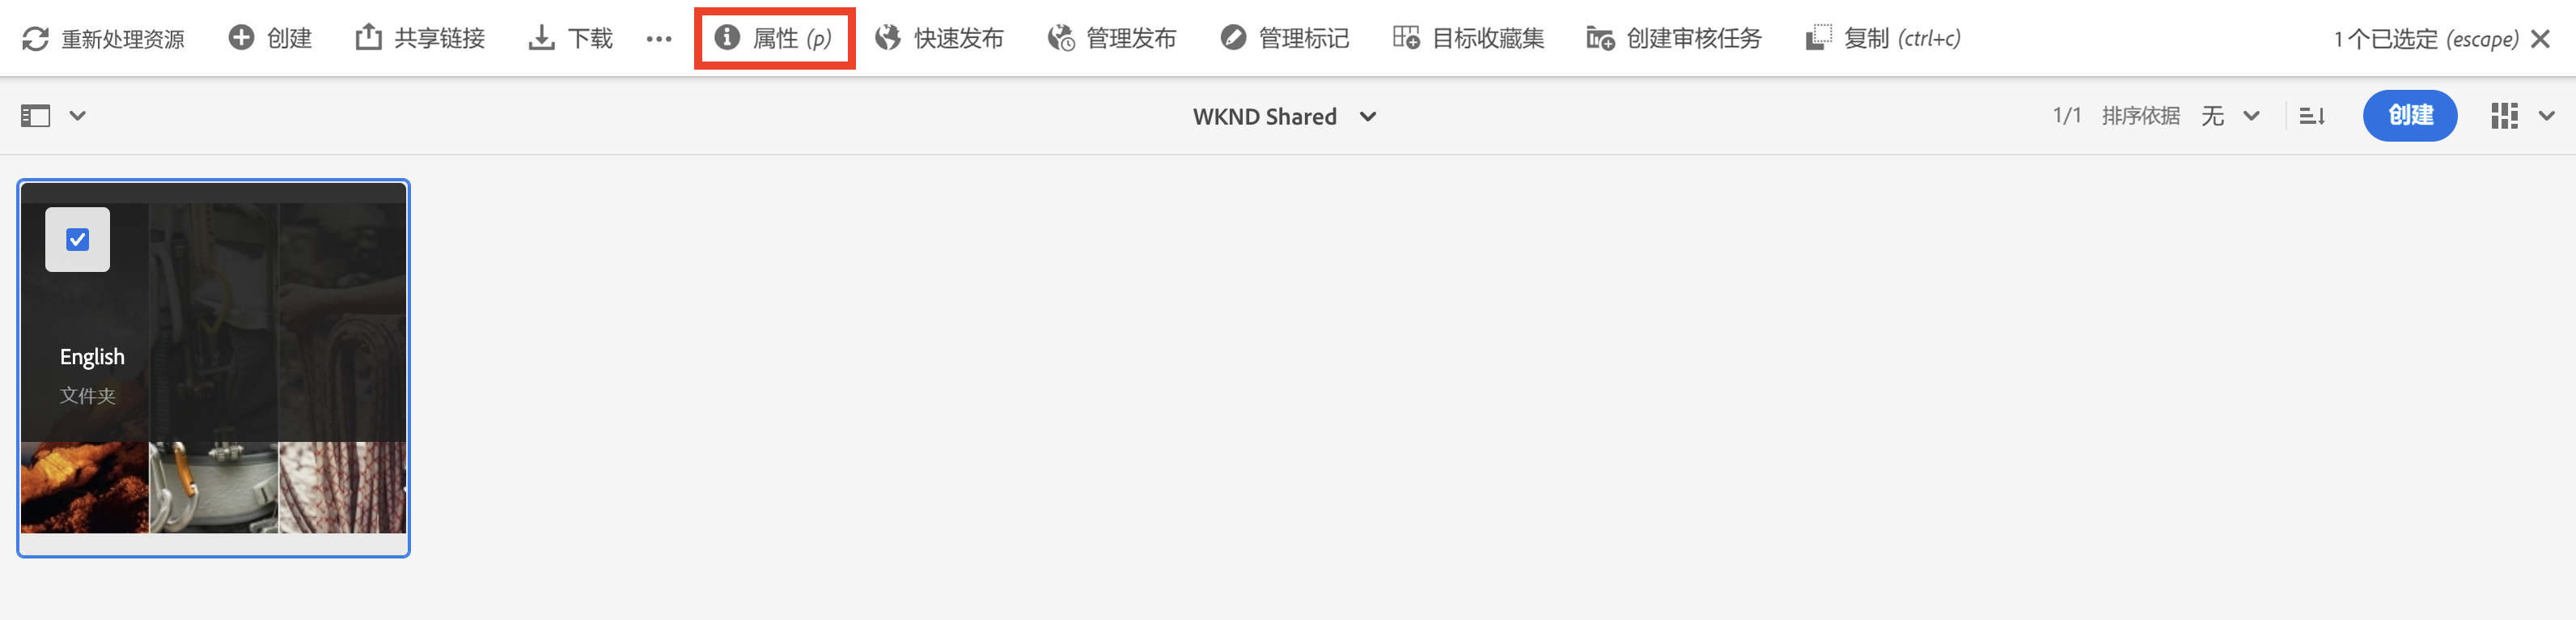 重新处理资源 创建 共享链接 下载 ... 属性 (p) 快速发布 管理发布 管理标记 目标收藏集 创建审核任务 复制 (ctrl+c) 1 个已选定 (escape)
WKND Shared 1/1 排序依据 无 创建
English
文件夹